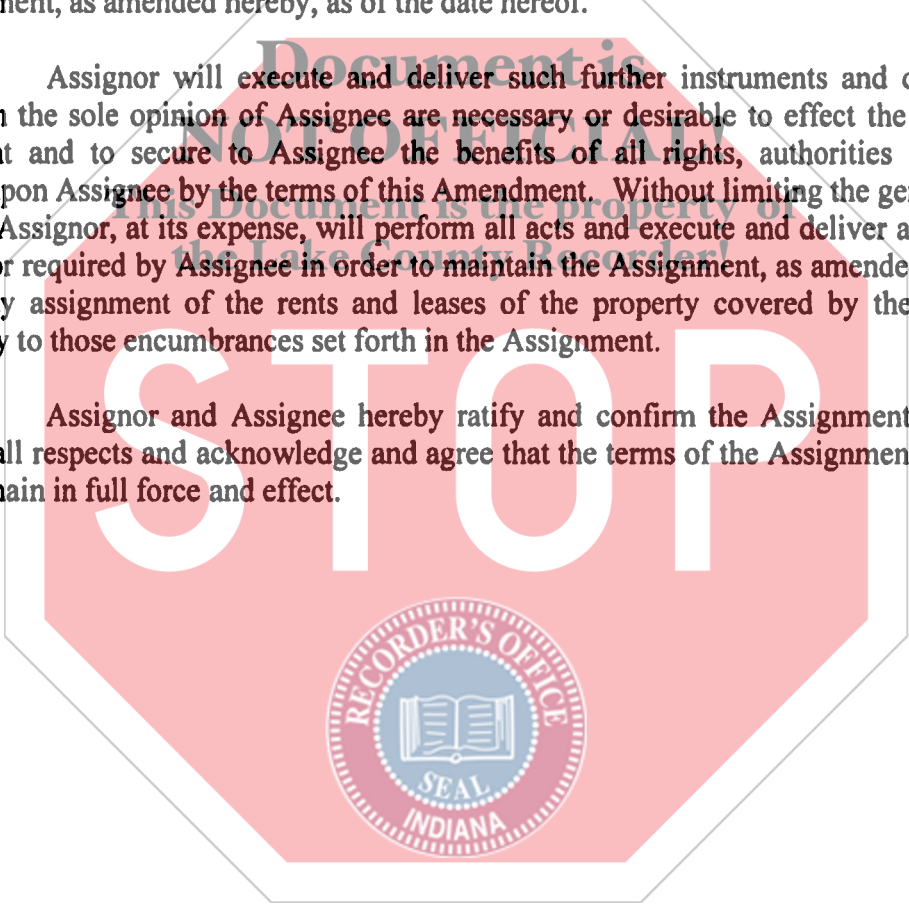 nent, as amended hereby, as of the date hereof.
Document is
Assignor will execute and deliver such further instruments and
the sole opinion of Assignee are necessary or desirable to effect the
NOT OFFICIAL!
t and to secure to Assignee the benefits of all rights, authorities
pon Assignee by the terms of this Amendment. Without limiting the ge
This Document is the property of
Assignor, at its expense, will perform all acts and execute and deliver a
the Lake County Recorder!
r required by Assignee in order to maintain the Assignment, as amende
y assignment of the rents and leases of the property covered by the
y to those encumbrances set forth in the Assignment.
STOP
Assignor and Assignee hereby ratify and confirm the Assignment
all respects and acknowledge and agree that the terms of the Assignmen
ain in full force and effect.
RECORDER'S OFFICE
SEAL
INDIANA